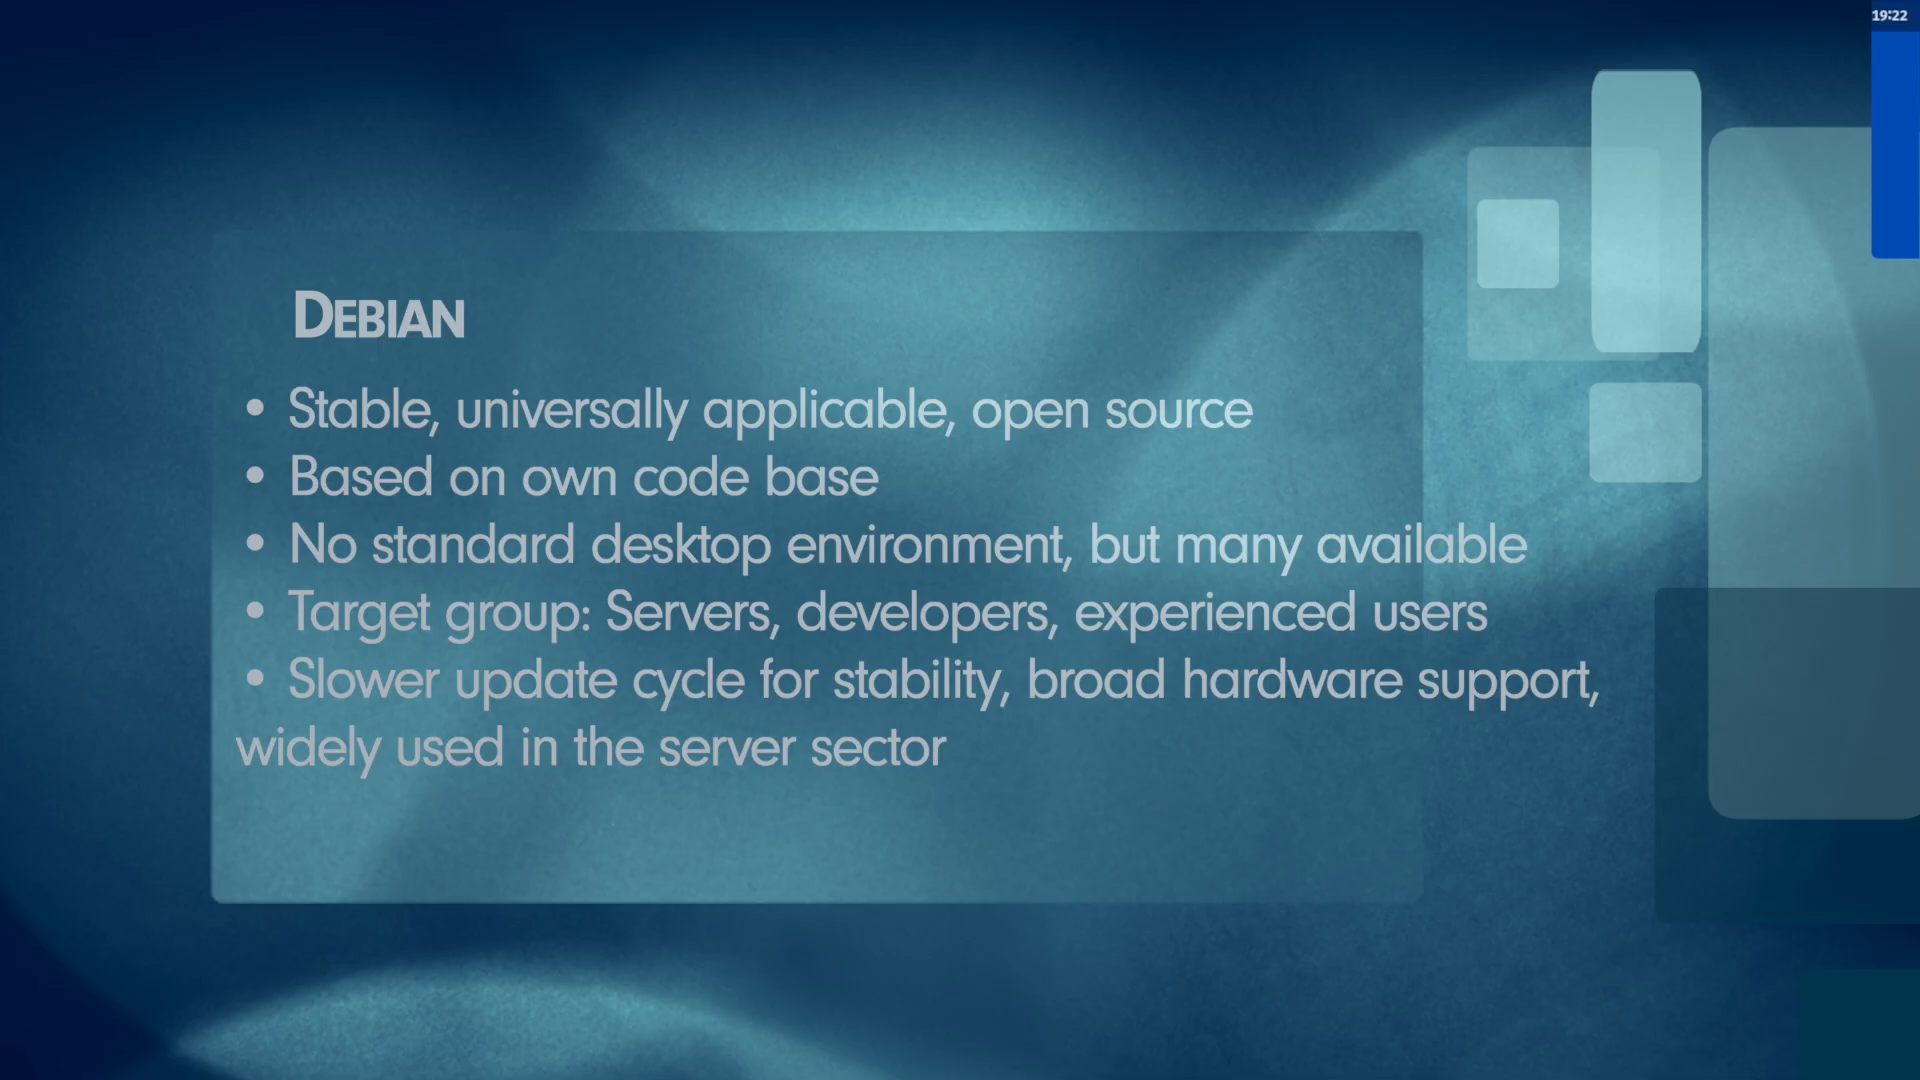 19:22
DEBIAN
• Stable, universally applicable, open source
• Based on own code base
• No standard desktop environment, but many available
• Target group: Servers, developers, experienced users
• Slower update cycle for stability, broad hardware support,
widely used in the server sector